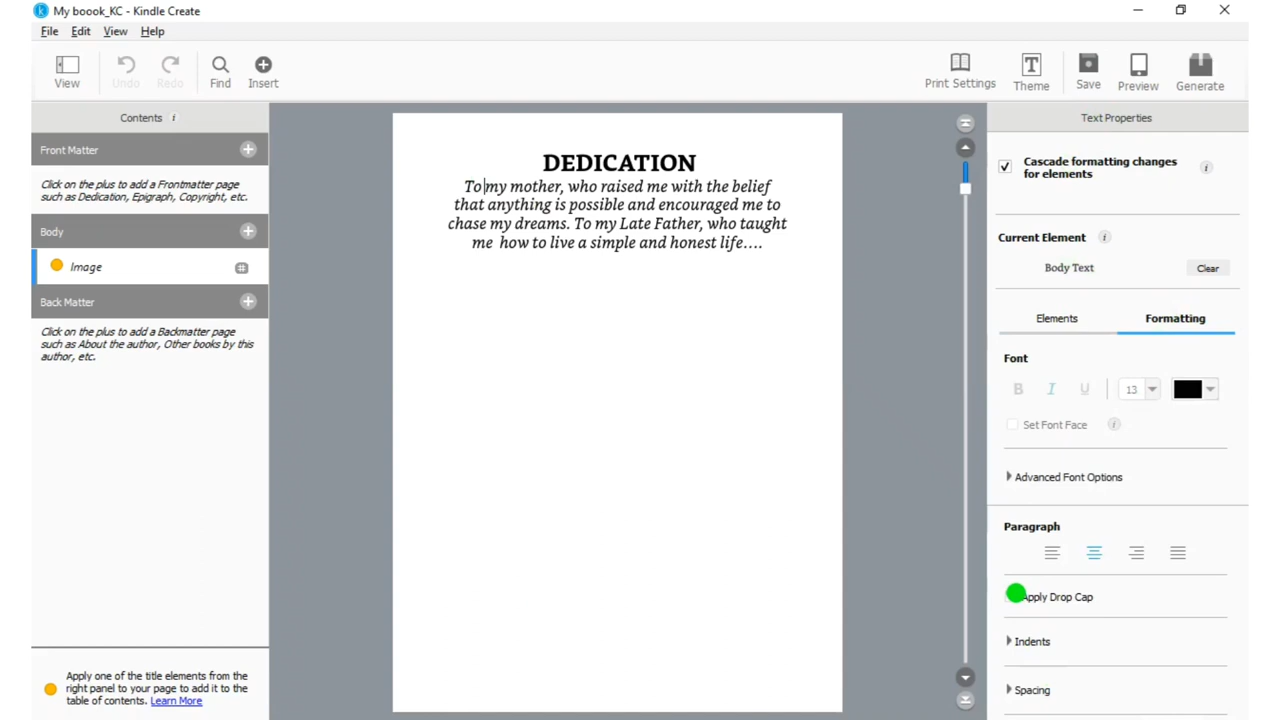 My boook_KC - Kindle Create
File Edit View Help
View Undo Redo Find Insert Print Settings Theme Save Preview Generate
Contents i
Front Matter
Click on the plus to add a Frontmatter page
such as Dedication, Epigraph, Copyright, etc.
Body
Image
Back Matter
Click on the plus to add a Backmatter page
such as About the author, Other books by this
author, etc.
Apply one of the title elements from the
right panel to your page to add it to the
table of contents. Learn More
DEDICATION
To my mother, who raised me with the belief
that anything is possible and encouraged me to
chase my dreams. To my Late Father, who taught
me how to live a simple and honest life....
Text Properties
Cascade formatting changes
for elements i
Current Element i
Body Text Clear
Elements Formatting
Font
B I U 13
Set Font Face i
Advanced Font Options
Paragraph
Apply Drop Cap
Indents
Spacing